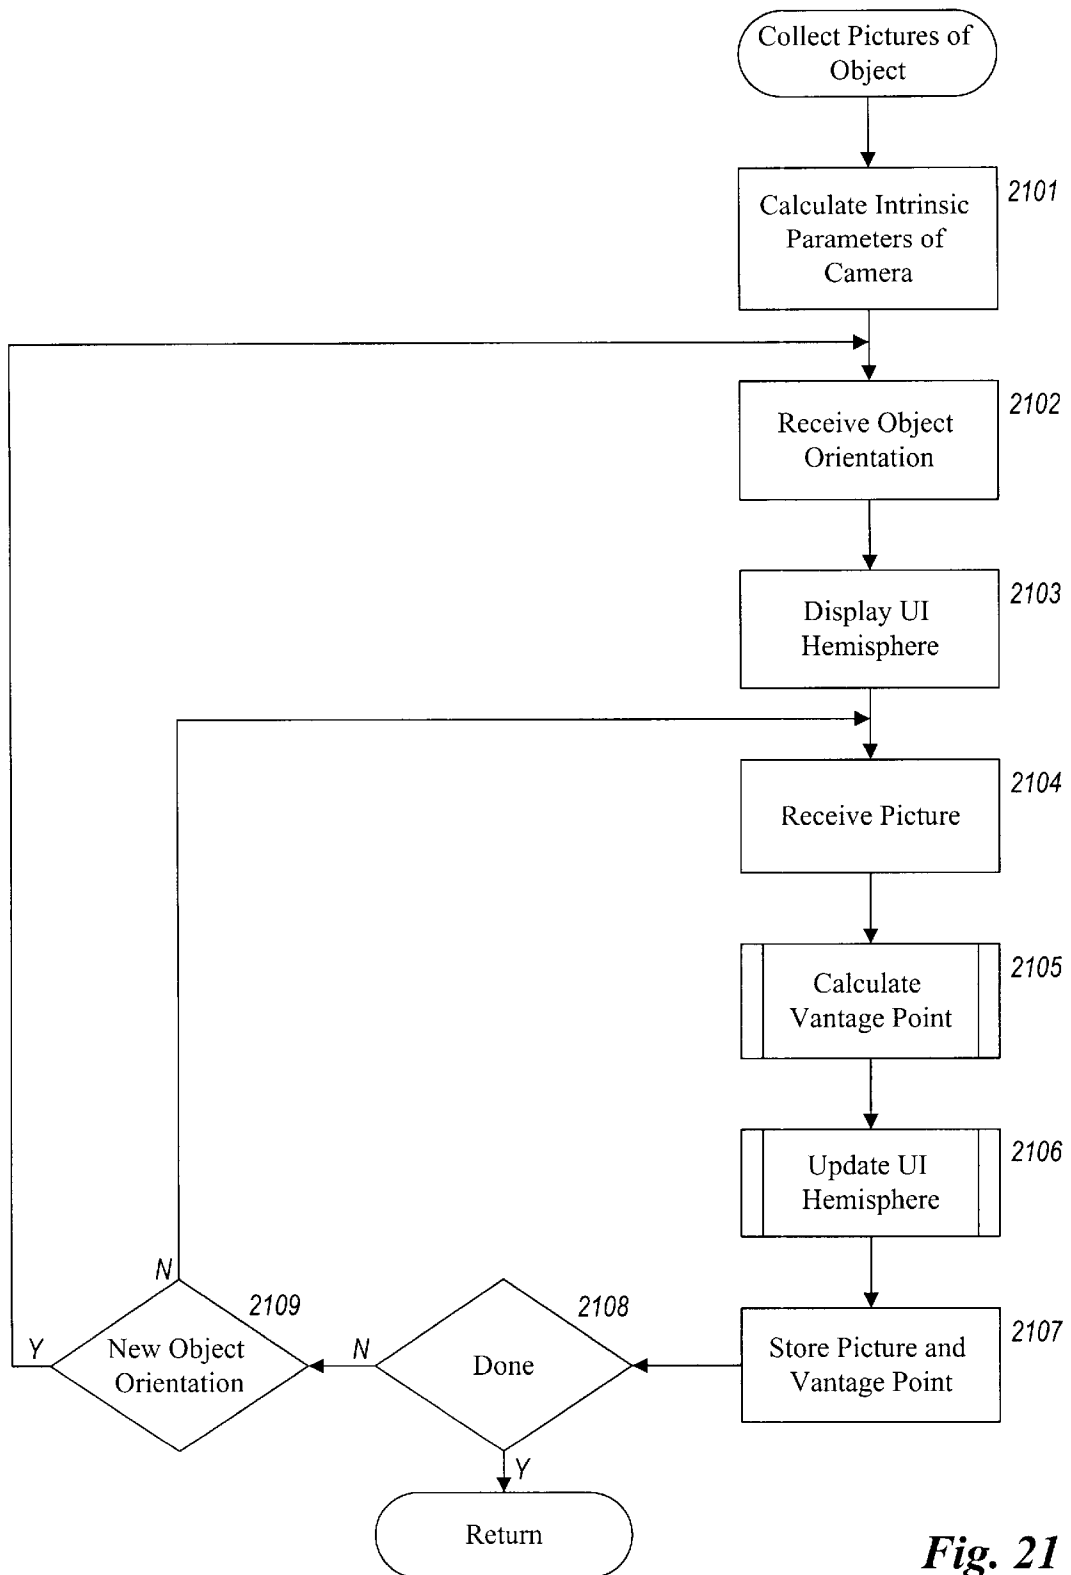 Collect Pictures of
Object
2101
Calculate Intrinsic
Parameters of
Camera
2102
Receive Object
Orientation
2103
Display UI
Hemisphere
2104
Receive Picture
2105
Calculate
Vantage Point
2106
Update UI
Hemisphere
2107
Store Picture and
Vantage Point
2108
Done
N
Y
2109
New Object
Orientation
N
Y
Return
Fig. 21